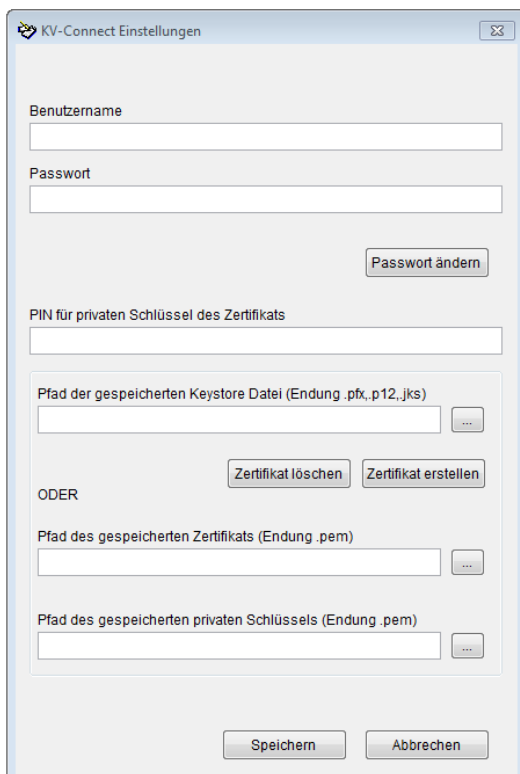 KV-Connect Einstellungen
Benutzername
Passwort
Passwort ändern
PIN für privaten Schlüssel des Zertifikats
Pfad der gespeicherten Keystore Datei (Endung .pfx,.p12,.jks)
...
Zertifikat löschen Zertifikat erstellen
ODER
Pfad des gespeicherten Zertifikats (Endung .pem)
...
Pfad des gespeicherten privaten Schlüssels (Endung .pem)
...
Speichern Abbrechen